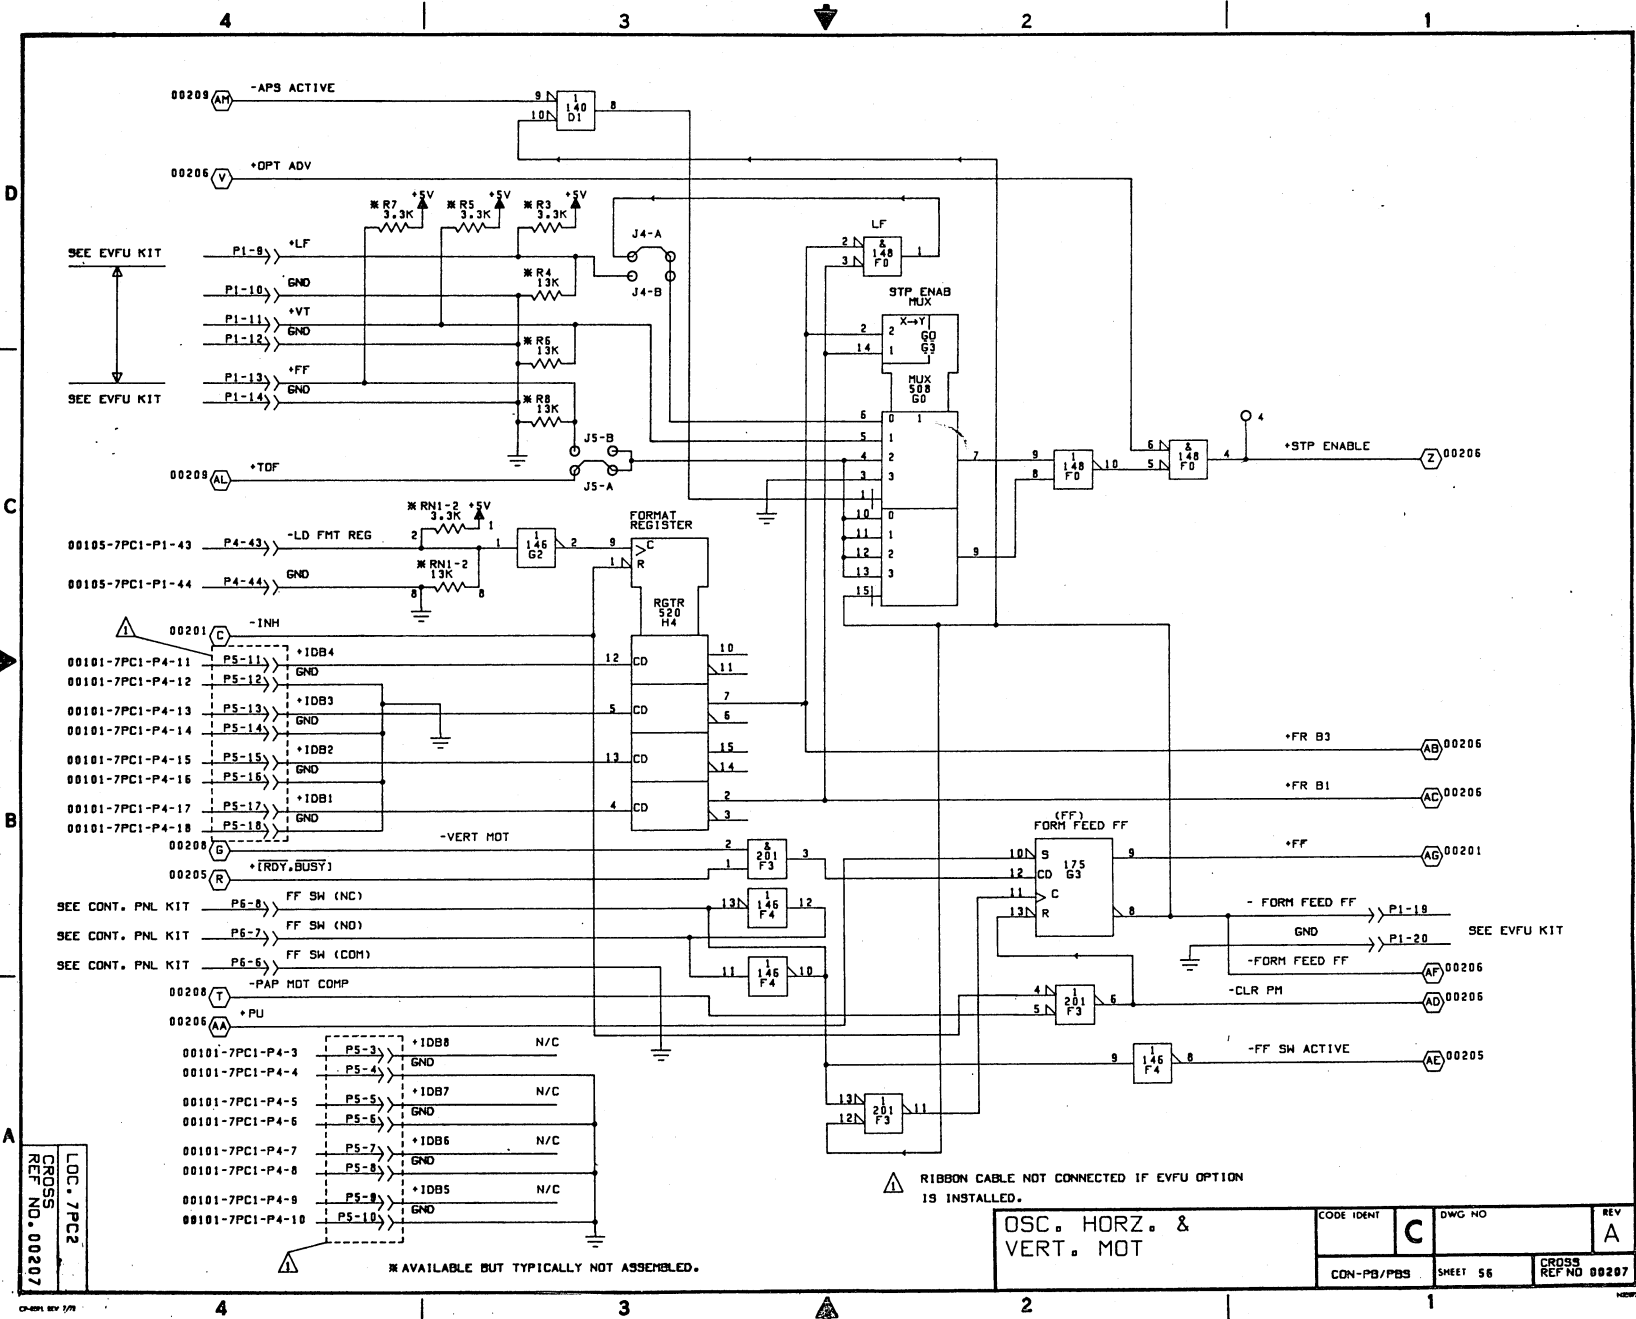 4 3 2 1
00209 AM -APS ACTIVE
9 10 1 140 D1 8
00206 V +OPT ADV
D
※R7 3.3K +5V
※R5 3.3K +5V
※R3 3.3K +5V
SEE EVFU KIT
P1-9 +LF
P1-10 GND
P1-11 +VT
P1-12 GND
P1-13 +FF
P1-14 GND
SEE EVFU KIT
※R4 13K
※R6 13K
※R8 13K
J4-A
J4-B
J5-B
J5-A
LF
2 3 & 148 F0 1
STP ENAB
MUX
X→Y G0 G3
2 2
14 1
MUX
508
G0
6 0 1
5 1
4 2
3 3
1
10 0
11 1
12 2
13 3
15
7
9
9 8 1 148 F0 10
6 5 & 148 F0 4
4
+STP ENABLE Z 00206
00209 AL +TOF
C
※RN1-2 3.3K +5V
2 1
※RN1-2 13K
8 8
00105-7PC1-P1-43 P4-43 -LD FMT REG
00105-7PC1-P1-44 P4-44 GND
1 1 146 G2 2
FORMAT
REGISTER
9 C
1 R
RGTR
520
H4
1
00201 C -INH
00101-7PC1-P4-11 P5-11 +IDB4
00101-7PC1-P4-12 P5-12 GND
00101-7PC1-P4-13 P5-13 +IDB3
00101-7PC1-P4-14 P5-14 GND
00101-7PC1-P4-15 P5-15 +IDB2
00101-7PC1-P4-16 P5-16 GND
00101-7PC1-P4-17 P5-17 +IDB1
00101-7PC1-P4-18 P5-18 GND
12 CD 10 11
5 CD 7 6
13 CD 15 14
4 CD 2 3
+FR B3 AB 00206
+FR B1 AC 00206
B
00208 G -VERT MOT
00205 R +[RDY.BUSY]
2 1 & 201 F3 3
(FF)
FORM FEED FF
10 S
12 CD
11 C
13 R
175
G3
9
8
+FF AG 00201
SEE CONT. PNL KIT P6-8 FF SW (NC)
SEE CONT. PNL KIT P6-7 FF SW (NO)
SEE CONT. PNL KIT P6-6 FF SW (COM)
13 1 146 F4 12
11 1 146 F4 10
- FORM FEED FF P1-19
GND P1-20
SEE EVFU KIT
-FORM FEED FF AF 00206
00208 T -PAP MOT COMP
00206 AA +PU
4 5 1 201 F3 6
-CLR PM AD 00206
9 1 146 F4 8
-FF SW ACTIVE AE 00205
13 12 1 201 F3 11
00101-7PC1-P4-3 P5-3 +IDB8 N/C
00101-7PC1-P4-4 P5-4 GND
00101-7PC1-P4-5 P5-5 +IDB7 N/C
00101-7PC1-P4-6 P5-6 GND
00101-7PC1-P4-7 P5-7 +IDB6 N/C
00101-7PC1-P4-8 P5-8 GND
00101-7PC1-P4-9 P5-9 +IDB5 N/C
00101-7PC1-P4-10 P5-10 GND
A
1
※AVAILABLE BUT TYPICALLY NOT ASSEMBLED.
1 RIBBON CABLE NOT CONNECTED IF EVFU OPTION
IS INSTALLED.
LOC. 7PC2
CROSS
REF NO. 00207
OSC. HORZ. &
VERT. MOT
CODE IDENT C
DWG NO
REV A
CON-PB/PBS
SHEET 56
CROSS
REF NO 00207
4 3 2 1